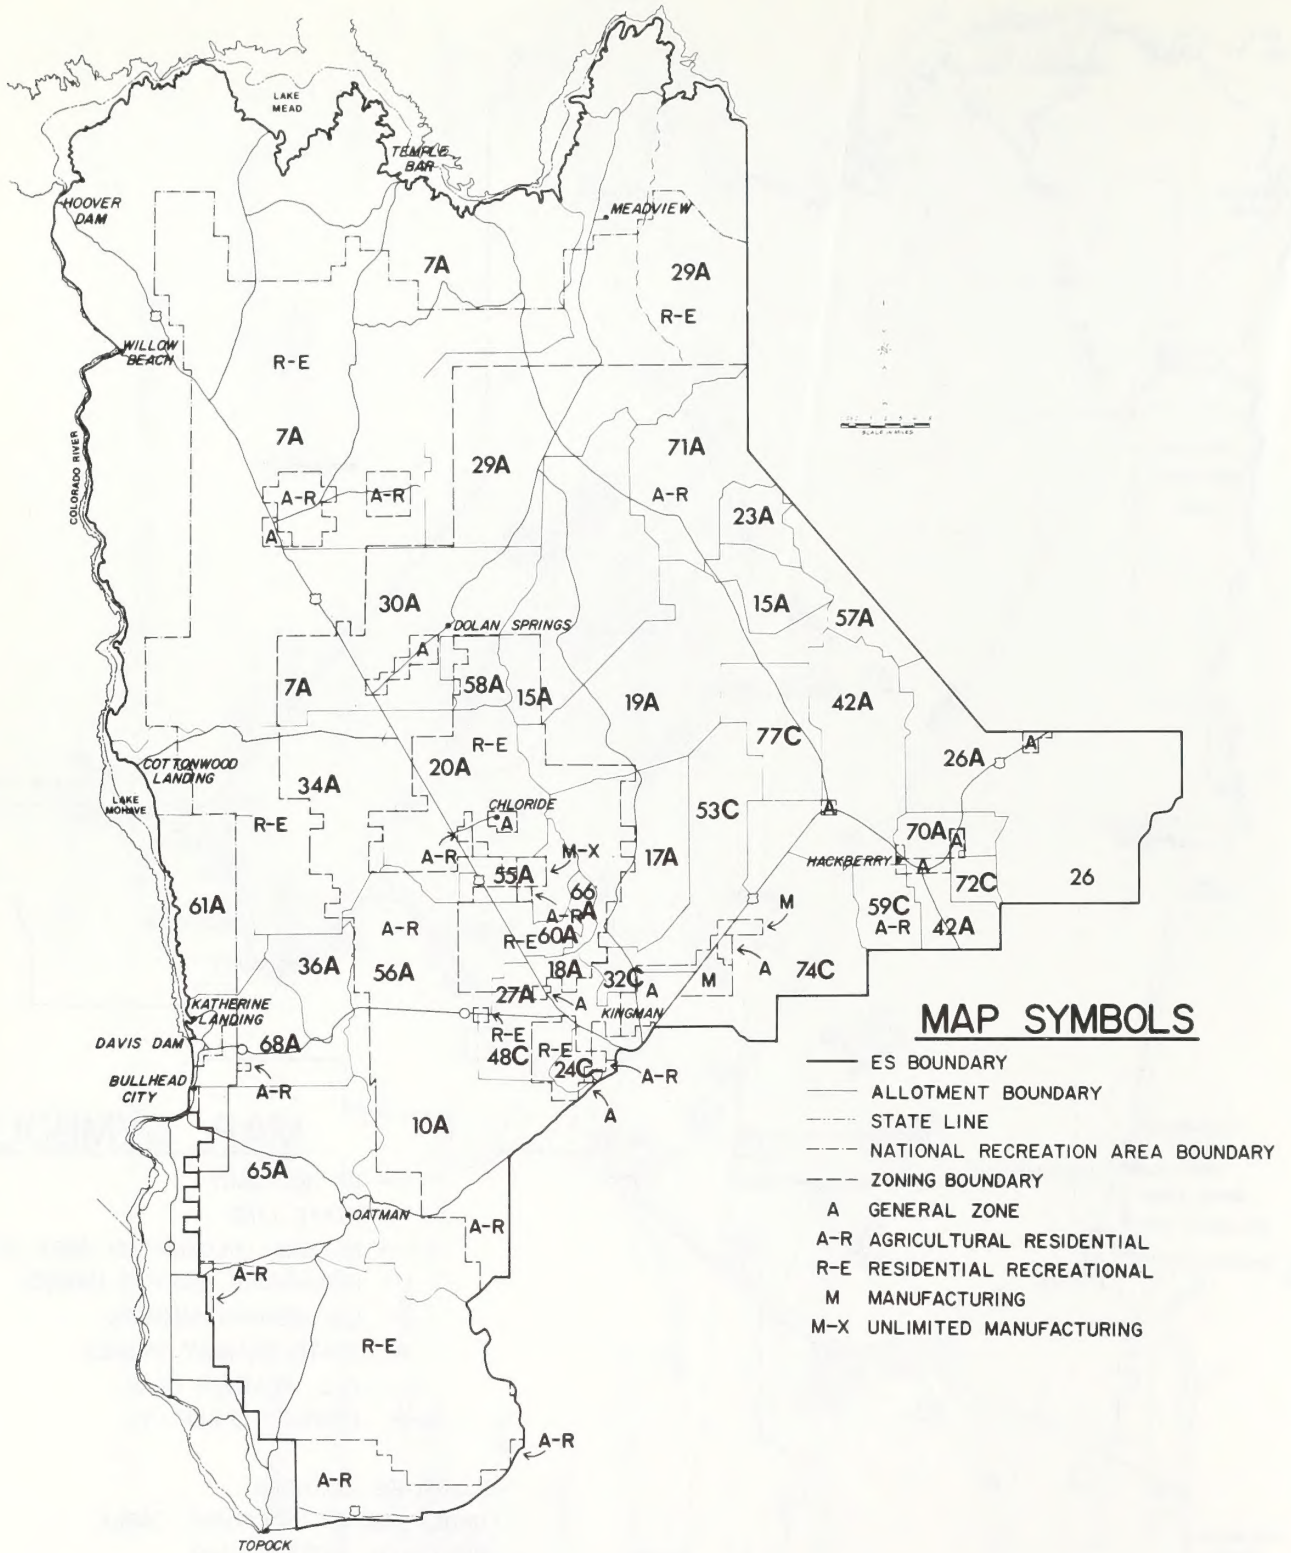 LAKE
MEAD
TEMPLE
BAR
HOOVER
DAM
MEADVIEW
7A
29A
R-E
WILLOW
BEACH
R-E
7A
COLORADO RIVER
SCALE IN MILES
71A
29A
A-R
A-R
A-R
23A
A
30A
15A
57A
DOLAN SPRINGS
A
7A
58A
15A
19A
42A
77C
R-E
A
26A
COTTONWOOD
LANDING
20A
34A
LAKE
MOHAVE
CHLORIDE
53C
A
R-E
A
70A
A
A-R
M-X
17A
HACKBERRY
A
55A
72C
26
66
A
61A
A-R
M
59C
A-R
A-R
60A
R-E
42A
36A
56A
18A
32C
A
74C
M
A
27A
A
KATHERINE
LANDING
KINGMAN
MAP SYMBOLS
R-E
DAVIS DAM
68A
48C
R-E
24C
A-R
BULLHEAD
CITY
A-R
A
10A
65A
OATMAN
A-R
A-R
R-E
A-R
A-R
TOPOCK
ES BOUNDARY
ALLOTMENT BOUNDARY
STATE LINE
NATIONAL RECREATION AREA BOUNDARY
ZONING BOUNDARY
A GENERAL ZONE
A-R AGRICULTURAL RESIDENTIAL
R-E RESIDENTIAL RECREATIONAL
M MANUFACTURING
M-X UNLIMITED MANUFACTURING